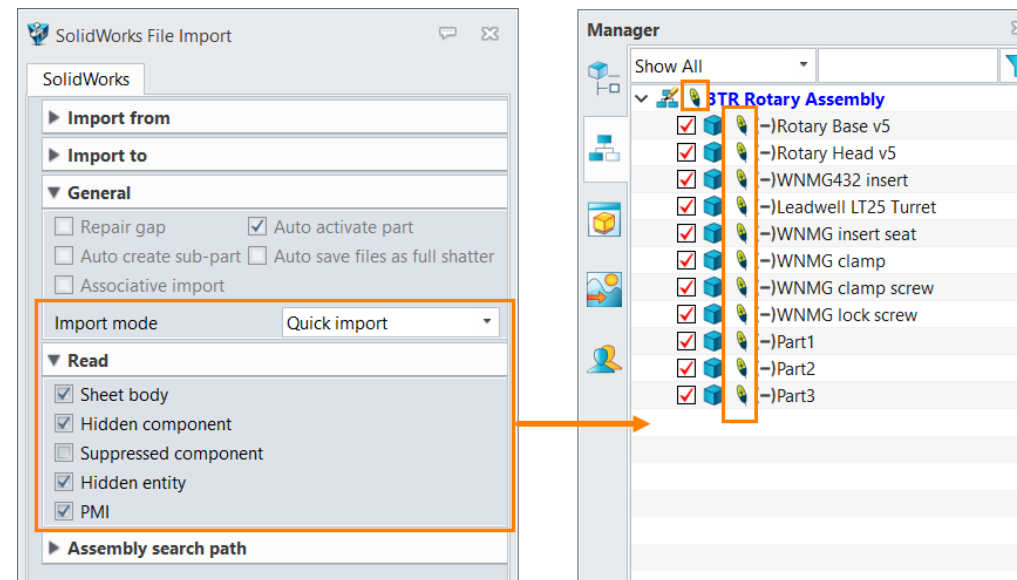 SolidWorks File Import
SolidWorks
Import from
Import to
General
Repair gap
Auto activate part
Auto create sub-part
Auto save files as full shatter
Associative import
Import mode
Quick import
Read
Sheet body
Hidden component
Suppressed component
Hidden entity
PMI
Assembly search path
Manager
Show All
3TR Rotary Assembly
(-)Rotary Base v5
(-)Rotary Head v5
(-)WNMG432 insert
(-)Leadwell LT25 Turret
(-)WNMG insert seat
(-)WNMG clamp
(-)WNMG clamp screw
(-)WNMG lock screw
(-)Part1
(-)Part2
(-)Part3